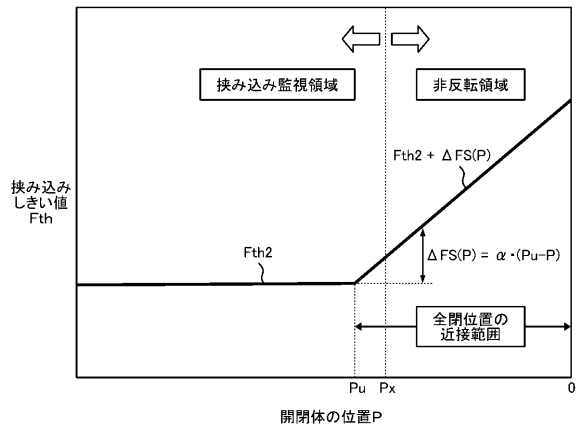 挟み込み監視領域
非反転領域
Fth2 + ΔFS(P)
挟み込み
しきい値
Fth
Fth2
ΔFS(P) = α・(Pu-P)
全閉位置の
近接範囲
Pu
Px
0
開閉体の位置P